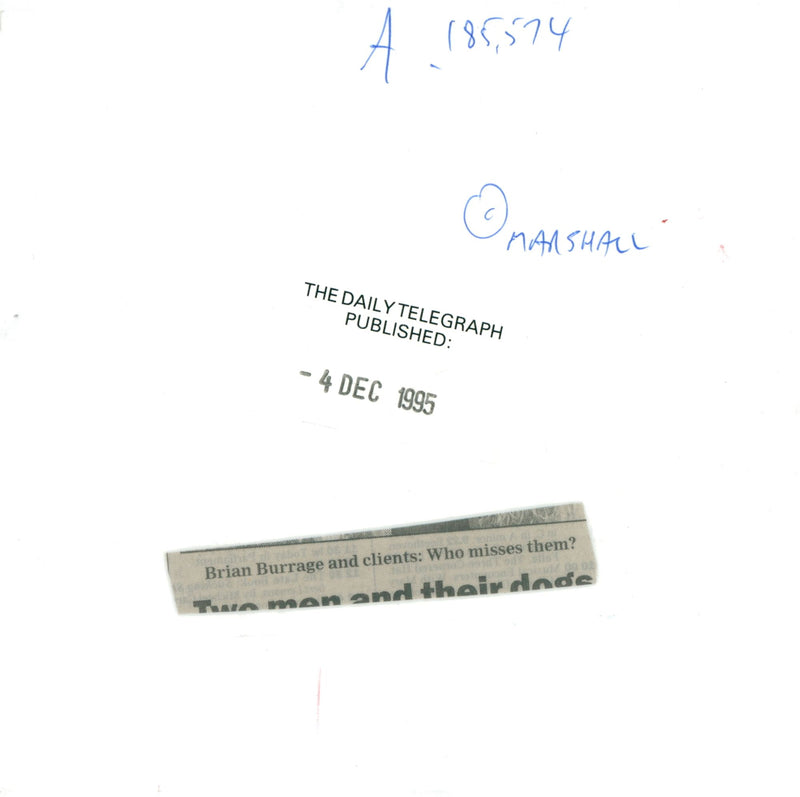 A 185,574
© MARSHALL
THE DAILY TELEGRAPH
PUBLISHED:
- 4 DEC 1995
Brian Burrage and clients: Who misses them?
Two men and their dogs